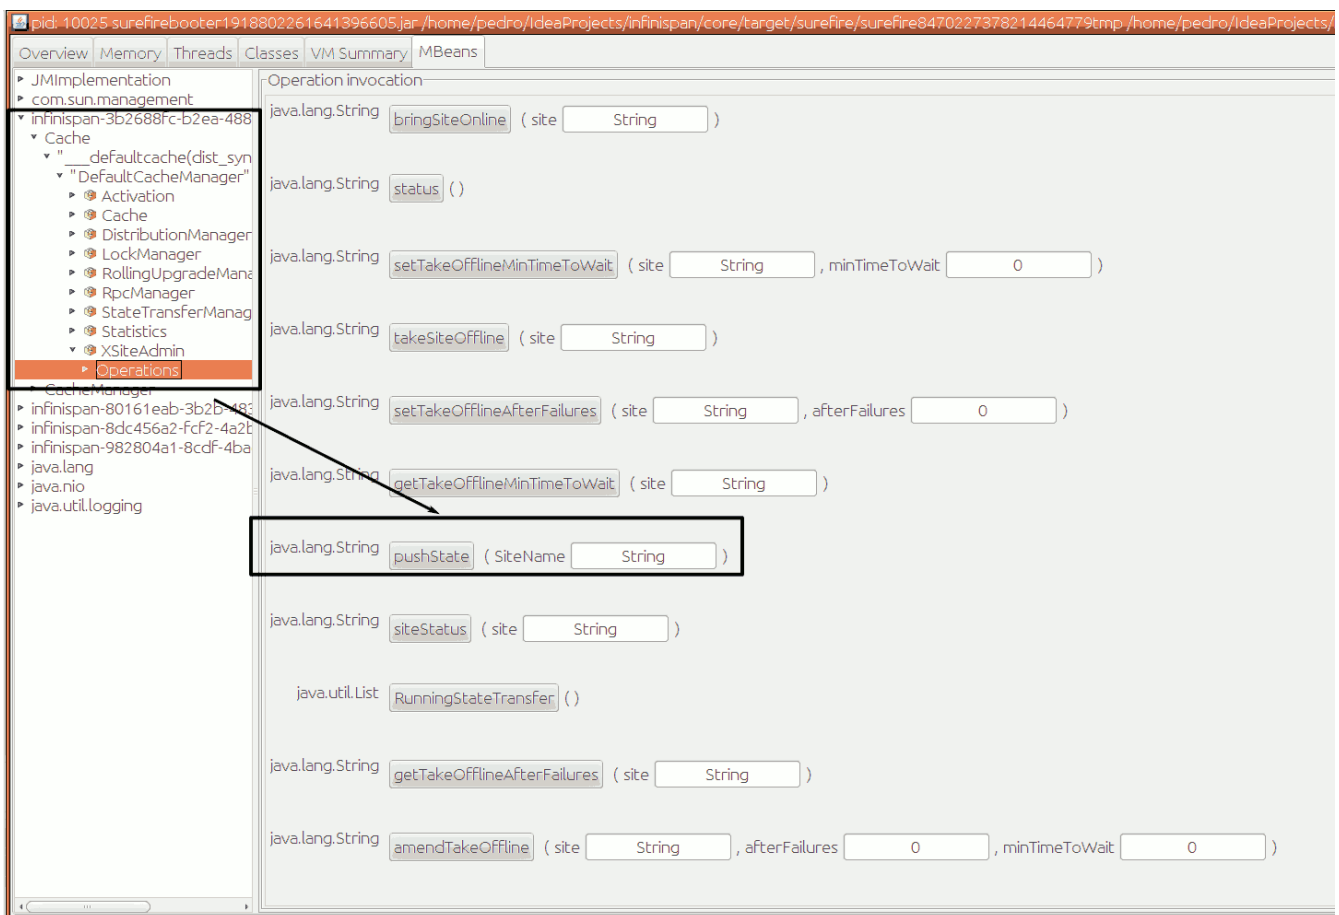 pid: 10025 surefirebooter1918802261641396605.jar /home/pedro/IdeaProjects/infinispan/core/target/surefire/surefire8470227378214464779tmp /home/pedro/IdeaProjects/
Overview Memory Threads Classes VM Summary MBeans
JMImplementation
com.sun.management
infinispan-3b2688fc-b2ea-488
Cache
"___defaultcache(dist_syn
"DefaultCacheManager"
Activation
Cache
DistributionManager
LockManager
RollingUpgradeMana
RpcManager
StateTransferManag
Statistics
XSiteAdmin
Operations
CacheManager
infinispan-80161eab-3b2b-483
infinispan-8dc456a2-fcf2-4a2b
infinispan-982804a1-8cdf-4ba
java.lang
java.nio
java.util.logging
Operation invocation
java.lang.String bringSiteOnline ( site String )
java.lang.String status ( )
java.lang.String setTakeOfflineMinTimeToWait ( site String , minTimeToWait 0 )
java.lang.String takeSiteOffline ( site String )
java.lang.String setTakeOfflineAfterFailures ( site String , afterFailures 0 )
java.lang.String getTakeOfflineMinTimeToWait ( site String )
java.lang.String pushState ( SiteName String )
java.lang.String siteStatus ( site String )
java.util.List RunningStateTransfer ( )
java.lang.String getTakeOfflineAfterFailures ( site String )
java.lang.String amendTakeOffline ( site String , afterFailures 0 , minTimeToWait 0 )